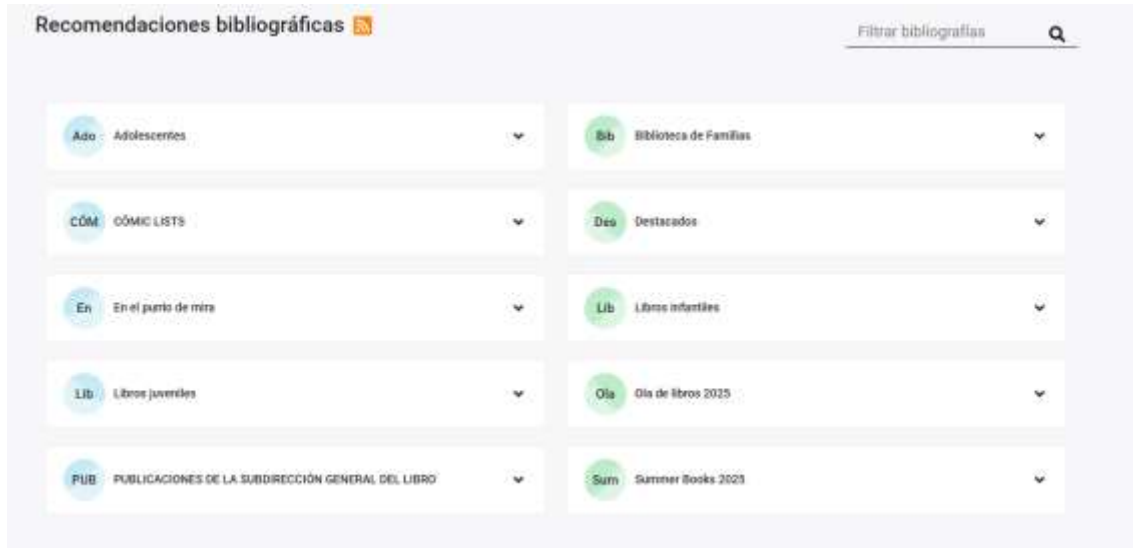 Recomendaciones bibliográficas
Filtrar bibliografías
Ado Adolescentes
Bib Biblioteca de Familias
CÓM CÓMIC LISTS
Des Destacados
En En el punto de mira
Lib Libros infantiles
Lib Libros juveniles
Ola Ola de libros 2025
PUB PUBLICACIONES DE LA SUBDIRECCIÓN GENERAL DEL LIBRO
Sum Summer Books 2025